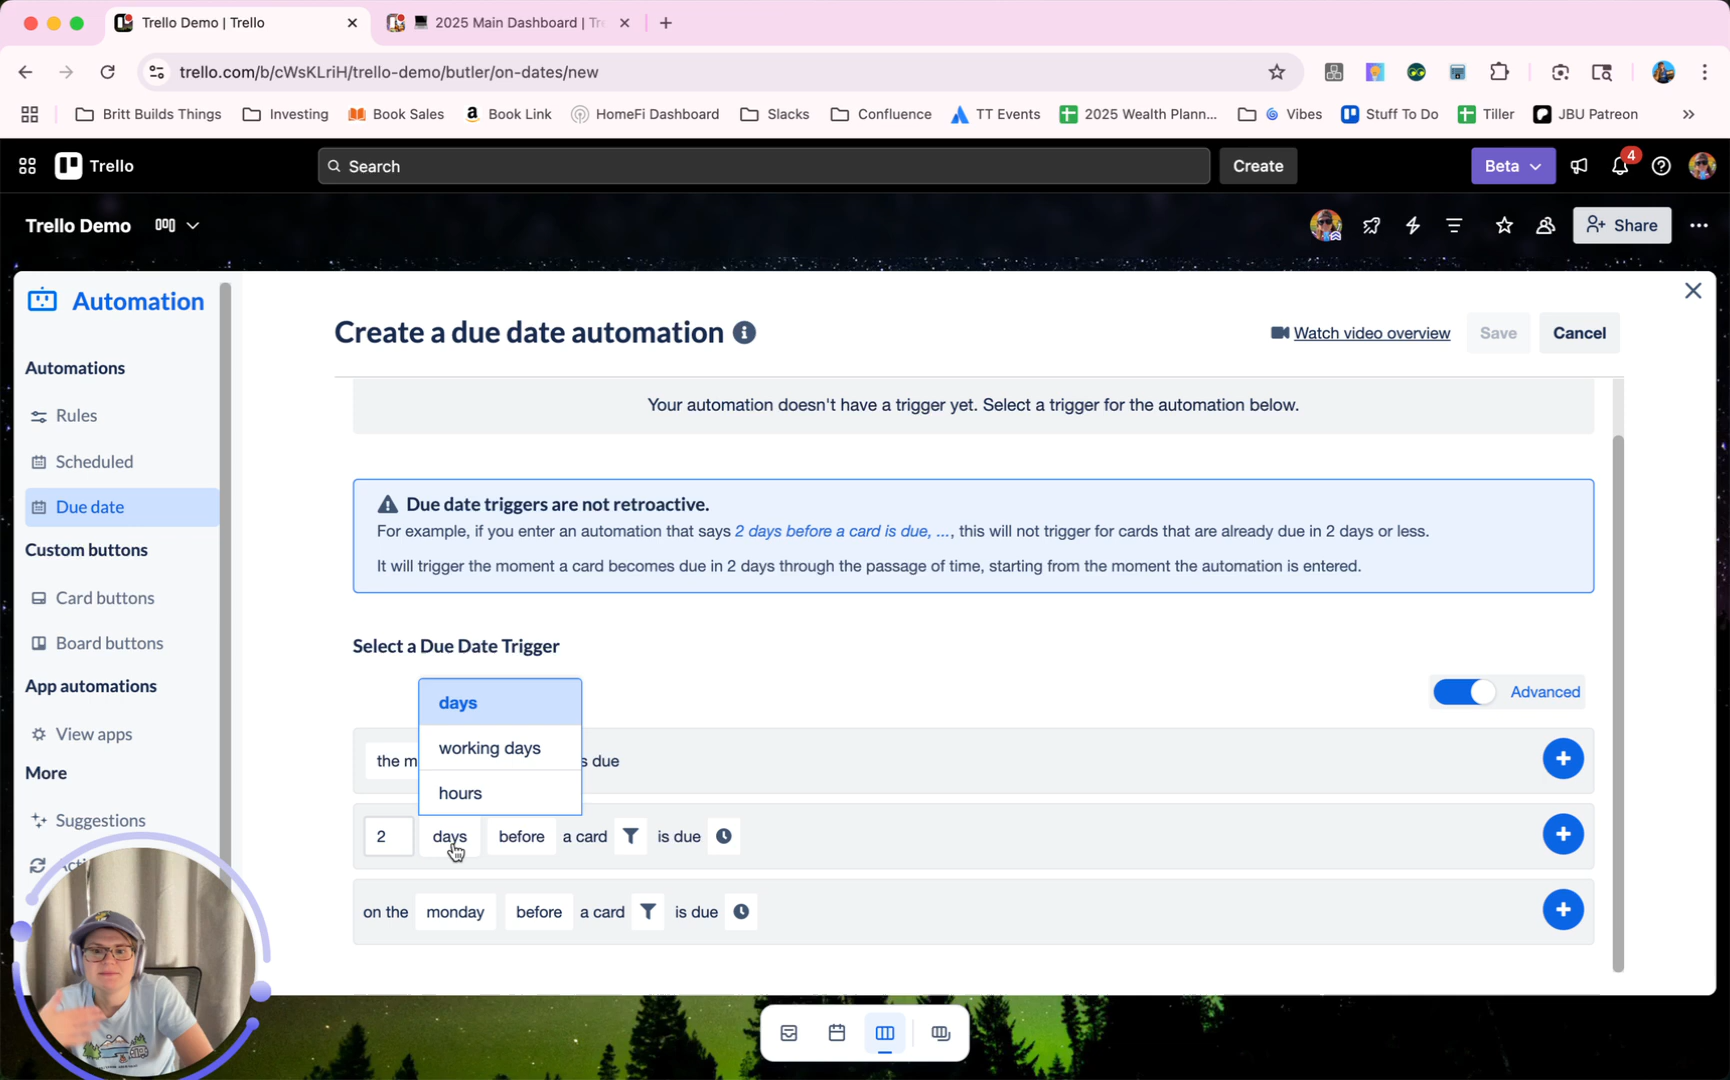 Trello Demo | Trello
2025 Main Dashboard | Tre
trello.com/b/cWsKLriH/trello-demo/butler/on-dates/new
Britt Builds Things
Investing
Book Sales
Book Link
HomeFi Dashboard
Slacks
Confluence
TT Events
2025 Wealth Plann...
Vibes
Stuff To Do
Tiller
JBU Patreon
Trello
Search
Create
Beta
4
Trello Demo
Share
Automation
Automations
Rules
Scheduled
Due date
Custom buttons
Card buttons
Board buttons
App automations
View apps
More
Suggestions
Create a due date automation
Watch video overview
Save
Cancel
Your automation doesn't have a trigger yet. Select a trigger for the automation below.
Due date triggers are not retroactive.
For example, if you enter an automation that says 2 days before a card is due, ..., this will not trigger for cards that are already due in 2 days or less.
It will trigger the moment a card becomes due in 2 days through the passage of time, starting from the moment the automation is entered.
Select a Due Date Trigger
Advanced
days
working days
hours
the m
s due
2 days before a card is due
on the monday before a card is due